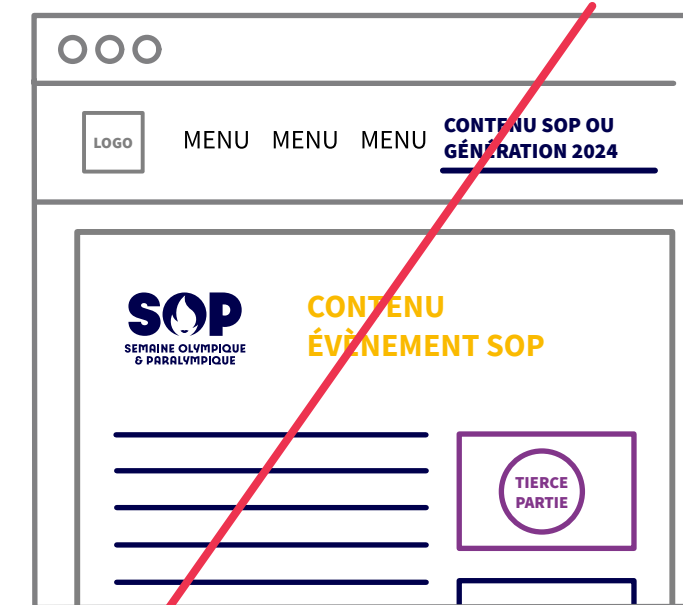 LOGO
MENU MENU MENU
CONTENU SOP OU
GÉNÉRATION 2024
SOP
SEMAINE OLYMPIQUE
& PARALYMPIQUE
CONTENU
ÉVÈNEMENT SOP
TIERCE
PARTIE